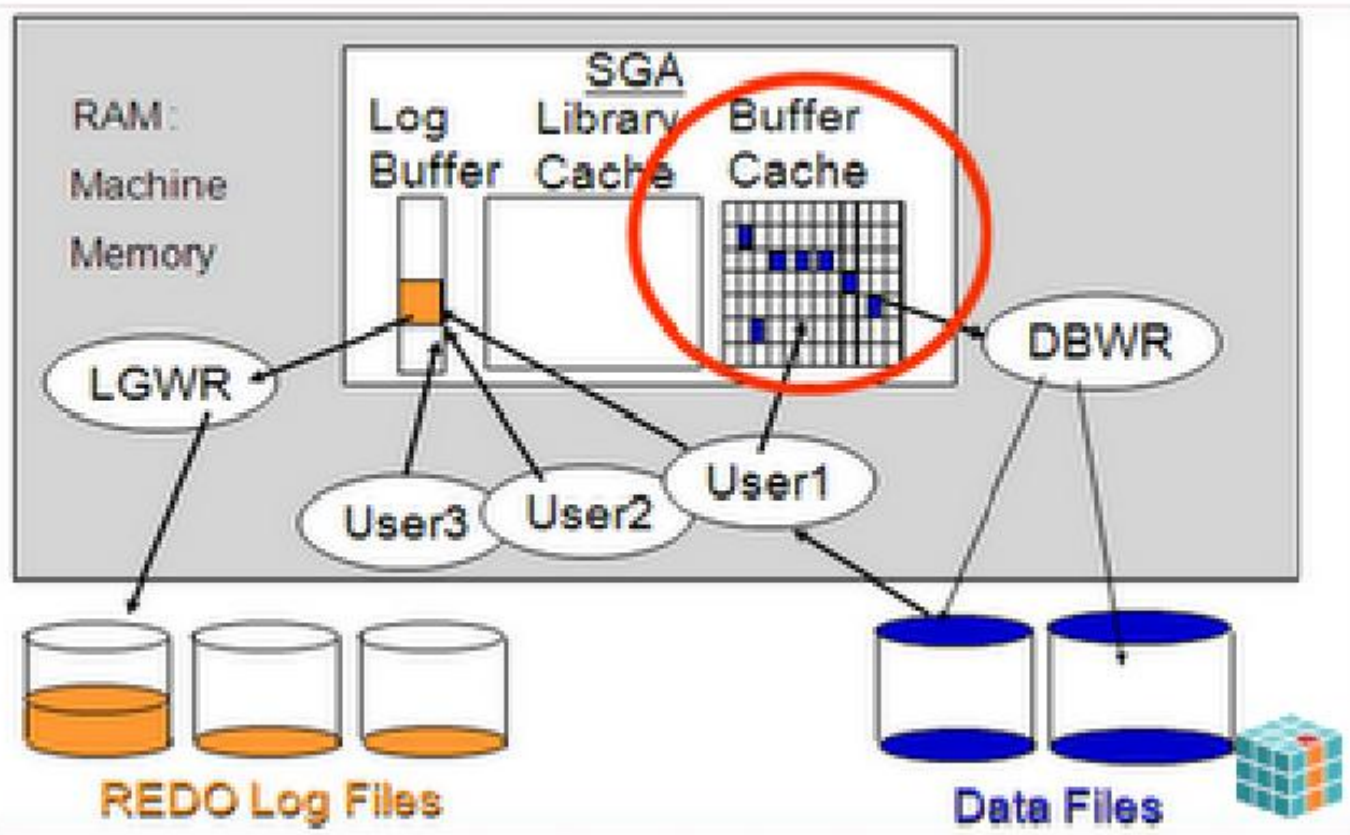 SGA
RAM:
Machine
Memory
Log
Buffer
Library
Cache
Buffer
Cache
LGWR
DBWR
User3
User2
User1
REDO Log Files
Data Files